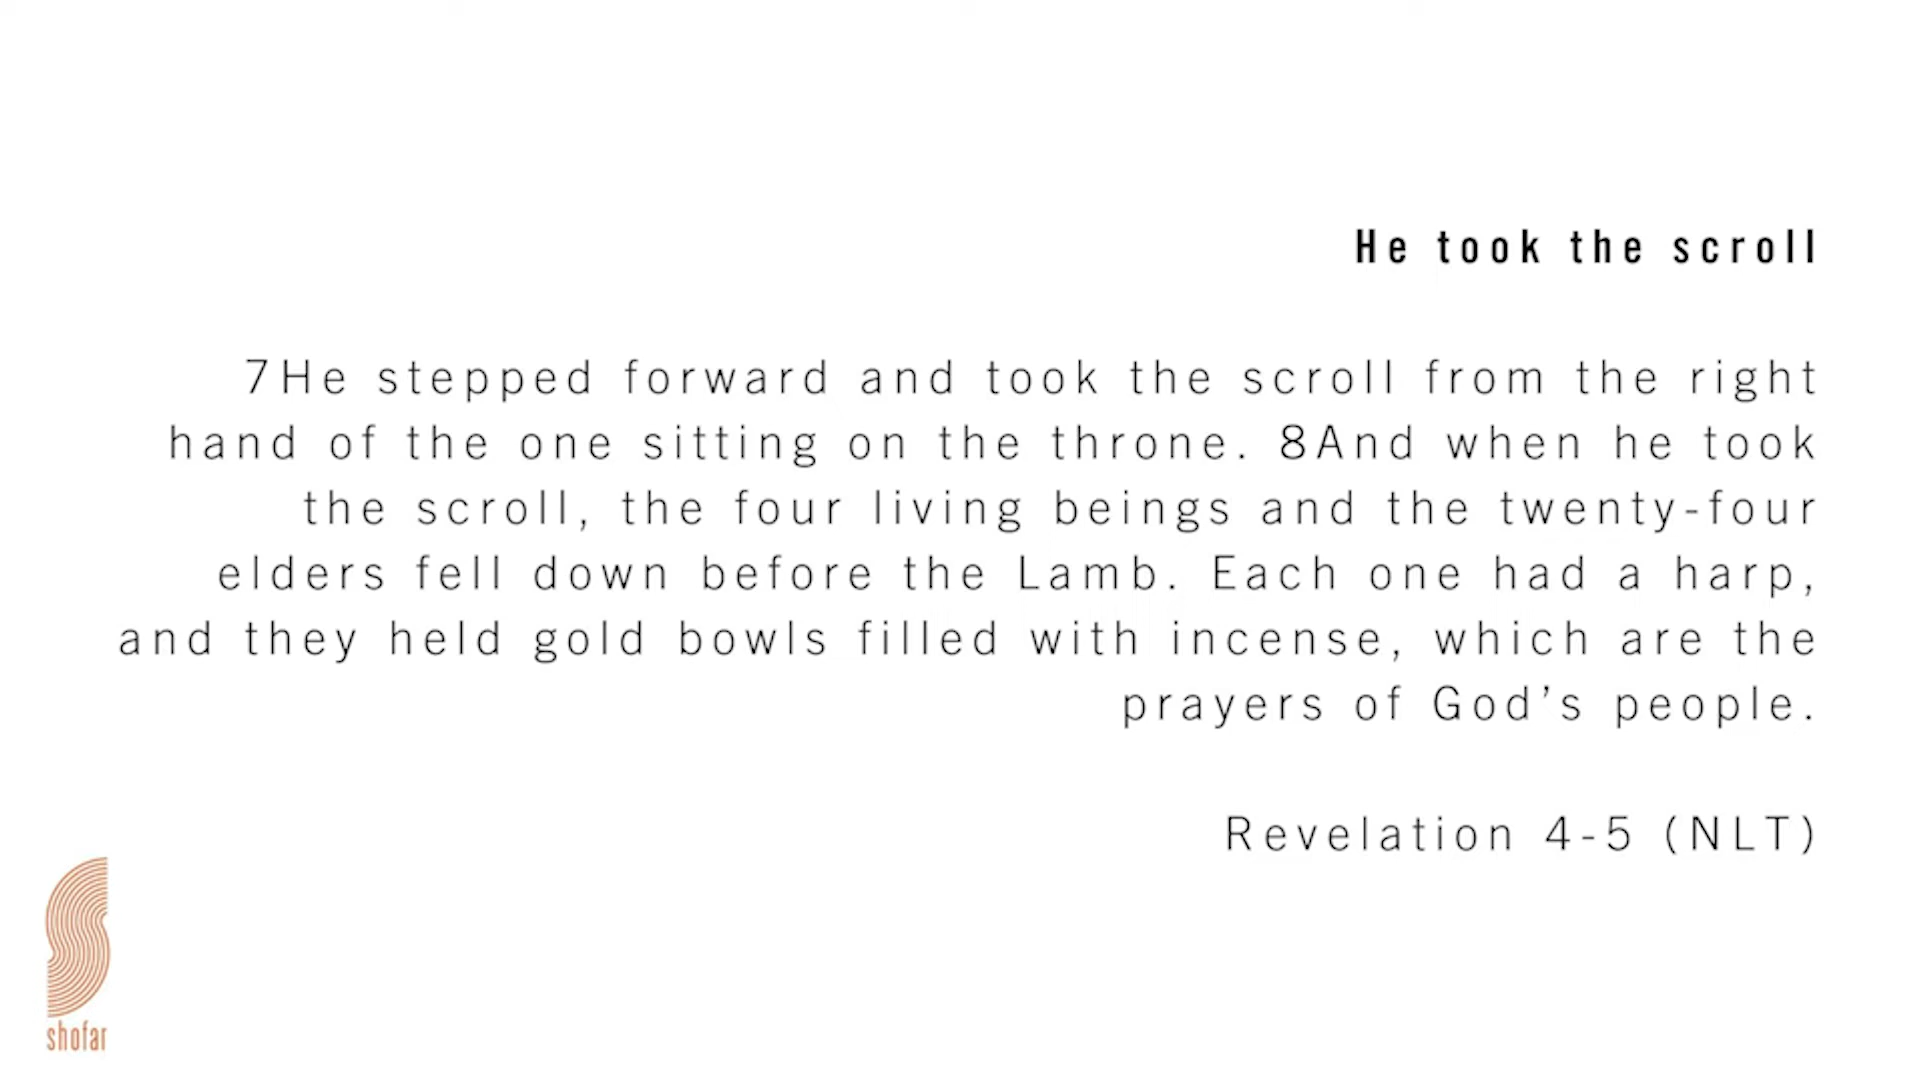 He took the scroll
7He stepped forward and took the scroll from the right
hand of the one sitting on the throne. 8And when he took
the scroll, the four living beings and the twenty-four
elders fell down before the Lamb. Each one had a harp,
and they held gold bowls filled with incense, which are the
prayers of God’s people.
Revelation 4-5 (NLT)
shofar